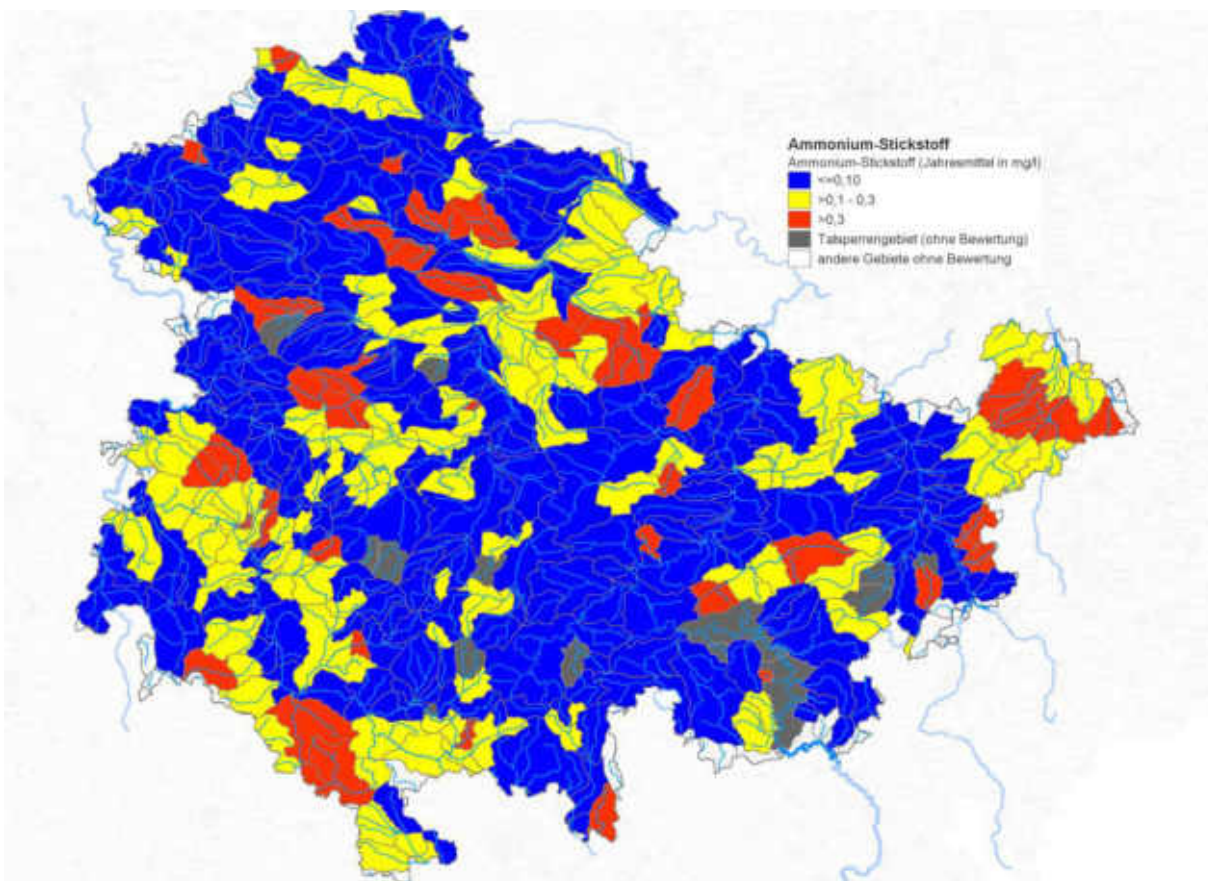 Ammonium-Stickstoff
Ammonium-Stickstoff (Jahresmittel in mg/l)
<=0,10
>0,1 - 0,3
>0,3
Talsperrengebiet (ohne Bewertung)
andere Gebiete ohne Bewertung